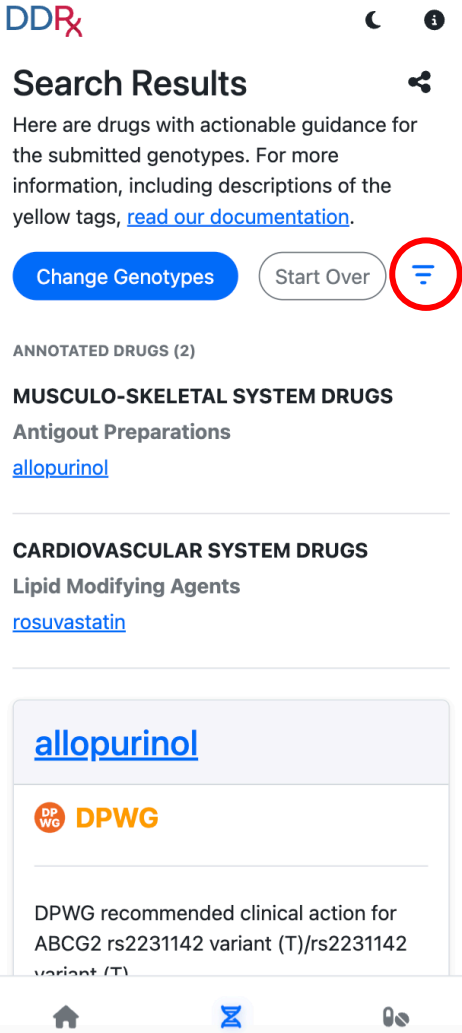 DDRx
Search Results
Here are drugs with actionable guidance for
the submitted genotypes. For more
information, including descriptions of the
yellow tags, read our documentation.
Change Genotypes Start Over
ANNOTATED DRUGS (2)
MUSCULO-SKELETAL SYSTEM DRUGS
Antigout Preparations
allopurinol
CARDIOVASCULAR SYSTEM DRUGS
Lipid Modifying Agents
rosuvastatin
allopurinol
DP
WG DPWG
DPWG recommended clinical action for
ABCG2 rs2231142 variant (T)/rs2231142
variant (T)